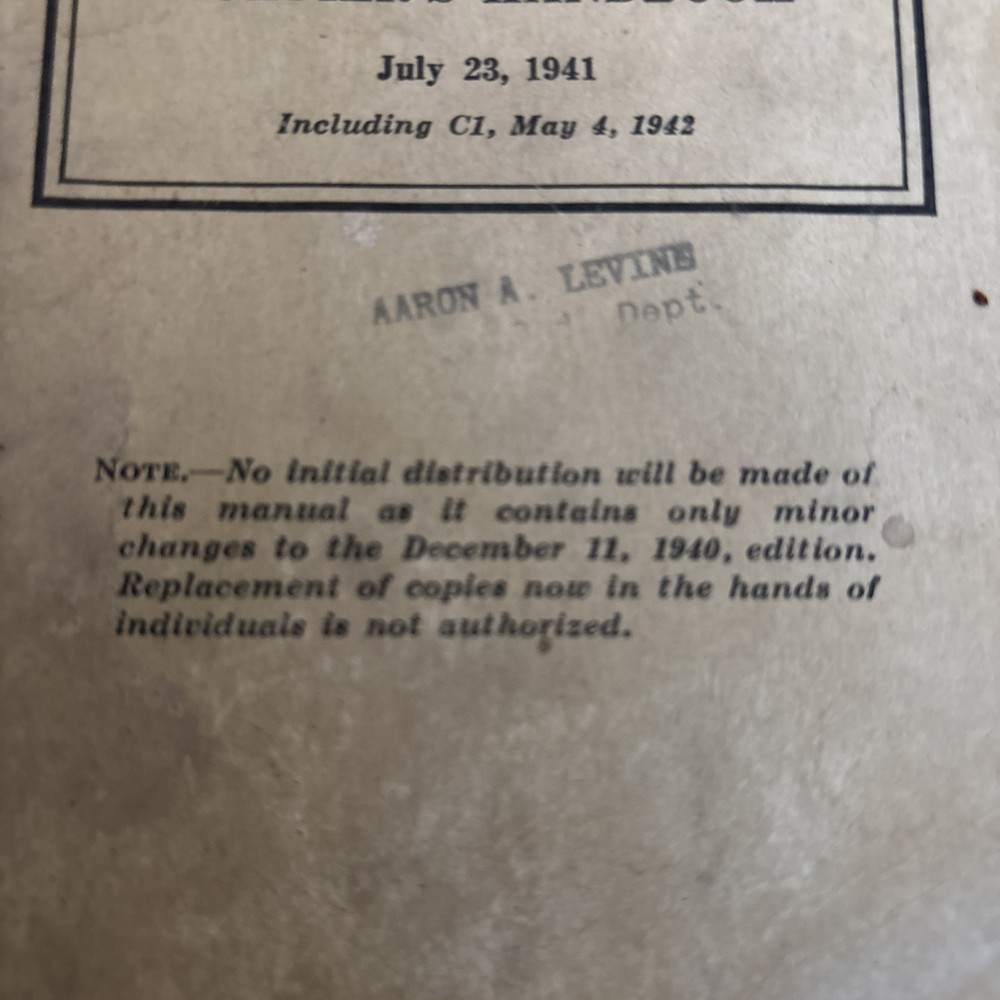 HANDBOOK
July 23, 1941
Including C1, May 4, 1942
AARON A. LEVINE
Dept.
NOTE.—No initial distribution will be made of
this manual as it contains only minor
changes to the December 11, 1940, edition.
Replacement of copies now in the hands of
individuals is not authorized.